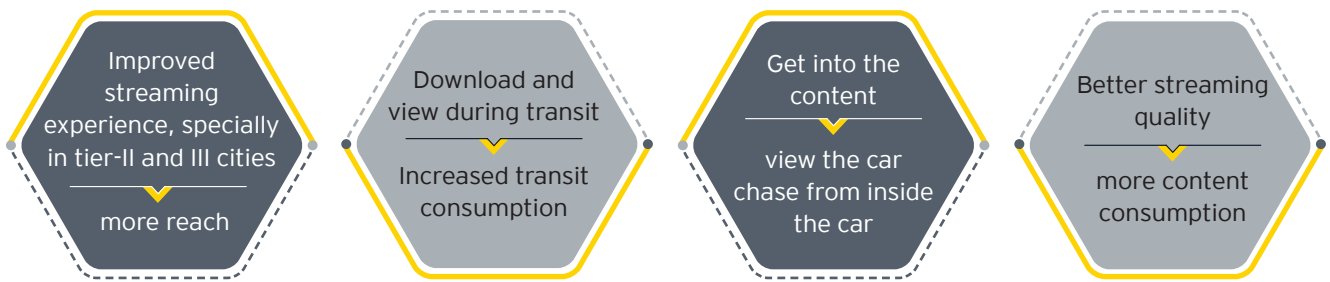 Improved
streaming
experience, specially
in tier-II and III cities
more reach
Download and
view during transit
Increased transit
consumption
Get into the
content
view the car
chase from inside
the car
Better streaming
quality
more content
consumption